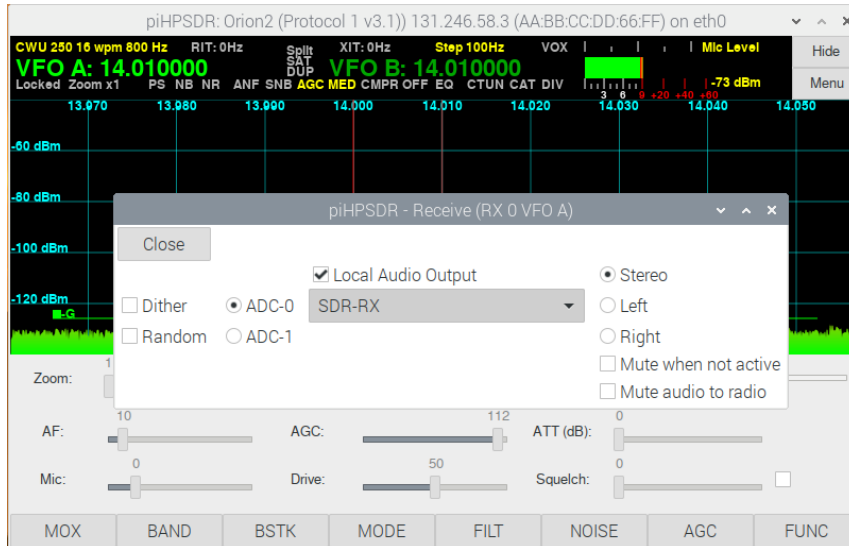 piHPSDR: Orion2 (Protocol 1 v3.1)) 131.246.58.3 (AA:BB:CC:DD:66:FF) on eth0
CWU 250 16 wpm 800 Hz RIT: 0Hz Split XIT: 0Hz Step 100Hz VOX Mic Level Hide
SAT
VFO A: 14.010000 DUP VFO B: 14.010000
Locked Zoom x1 PS NB NR ANF SNB AGC MED CMPR OFF EQ CTUN CAT DIV -73 dBm Menu
3 6 9 +20 +40 +60
13.970 13.980 13.990 14.000 14.010 14.020 14.030 14.040 14.050
-60 dBm
-80 dBm
piHPSDR - Receive (RX 0 VFO A)
Close
-100 dBm
Local Audio Output Stereo
-120 dBm Dither ADC-0 SDR-RX Left
-G
Random ADC-1 Right
Mute when not active
Zoom: 1
Mute audio to radio
10 112 0
AF: AGC: ATT (dB):
0 50 0
Mic: Drive: Squelch:
MOX BAND BSTK MODE FILT NOISE AGC FUNC